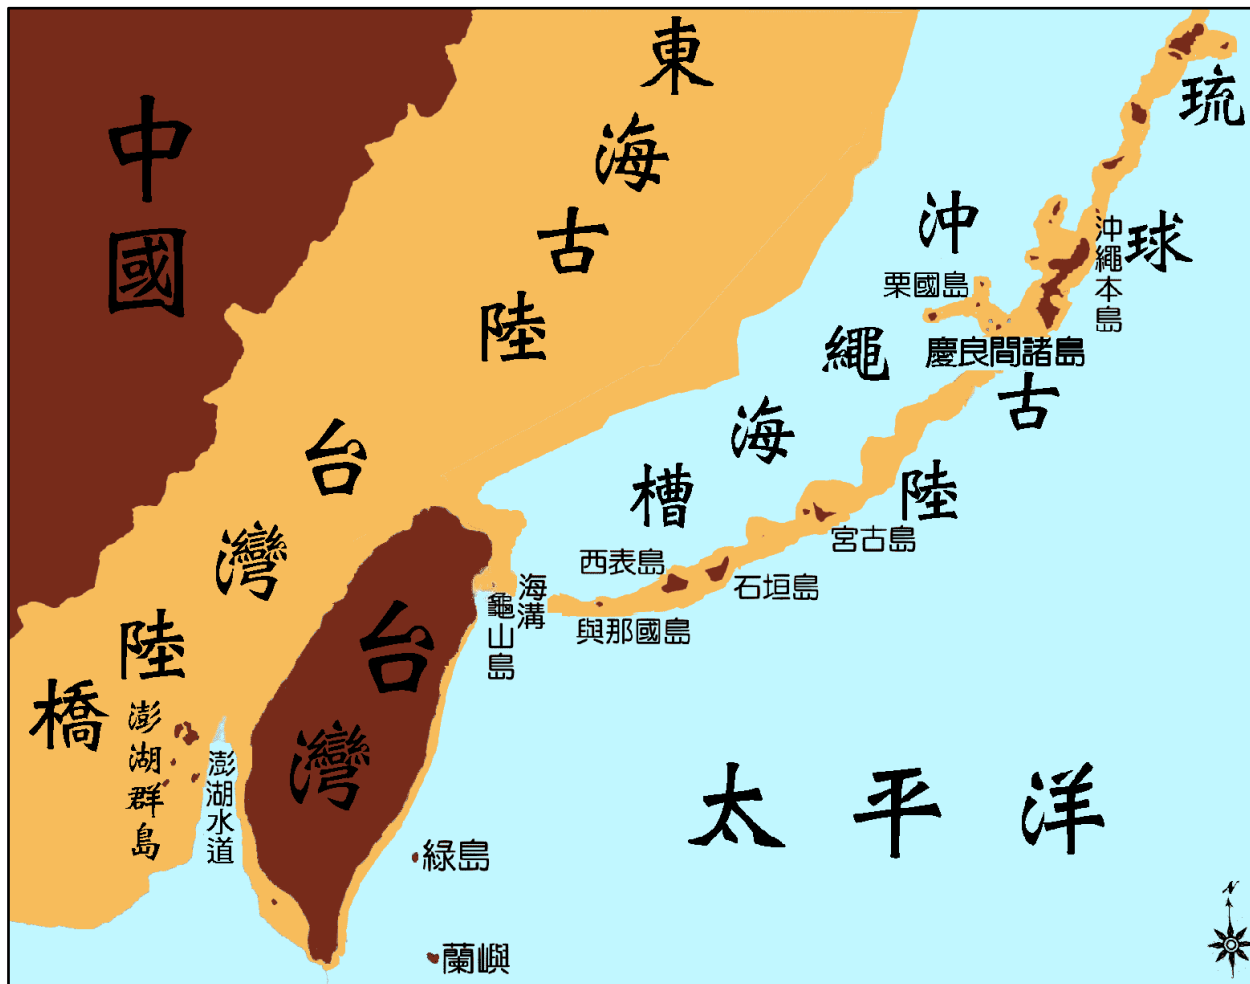 中國
東海古陸
台灣陸橋
台灣
琉球古陸
沖繩海槽
沖繩本島
栗國島
慶良間諸島
宮古島
石垣島
西表島
與那國島
海溝
龜山島
澎湖群島
澎湖水道
綠島
蘭嶼
太平洋
N